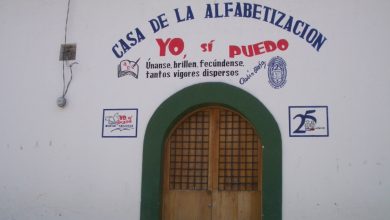 CASA DE LA ALFABETIZACION
YO, SÍ PUEDO
Únanse, brillen, fecúndense,
tantos vigores dispersos
25